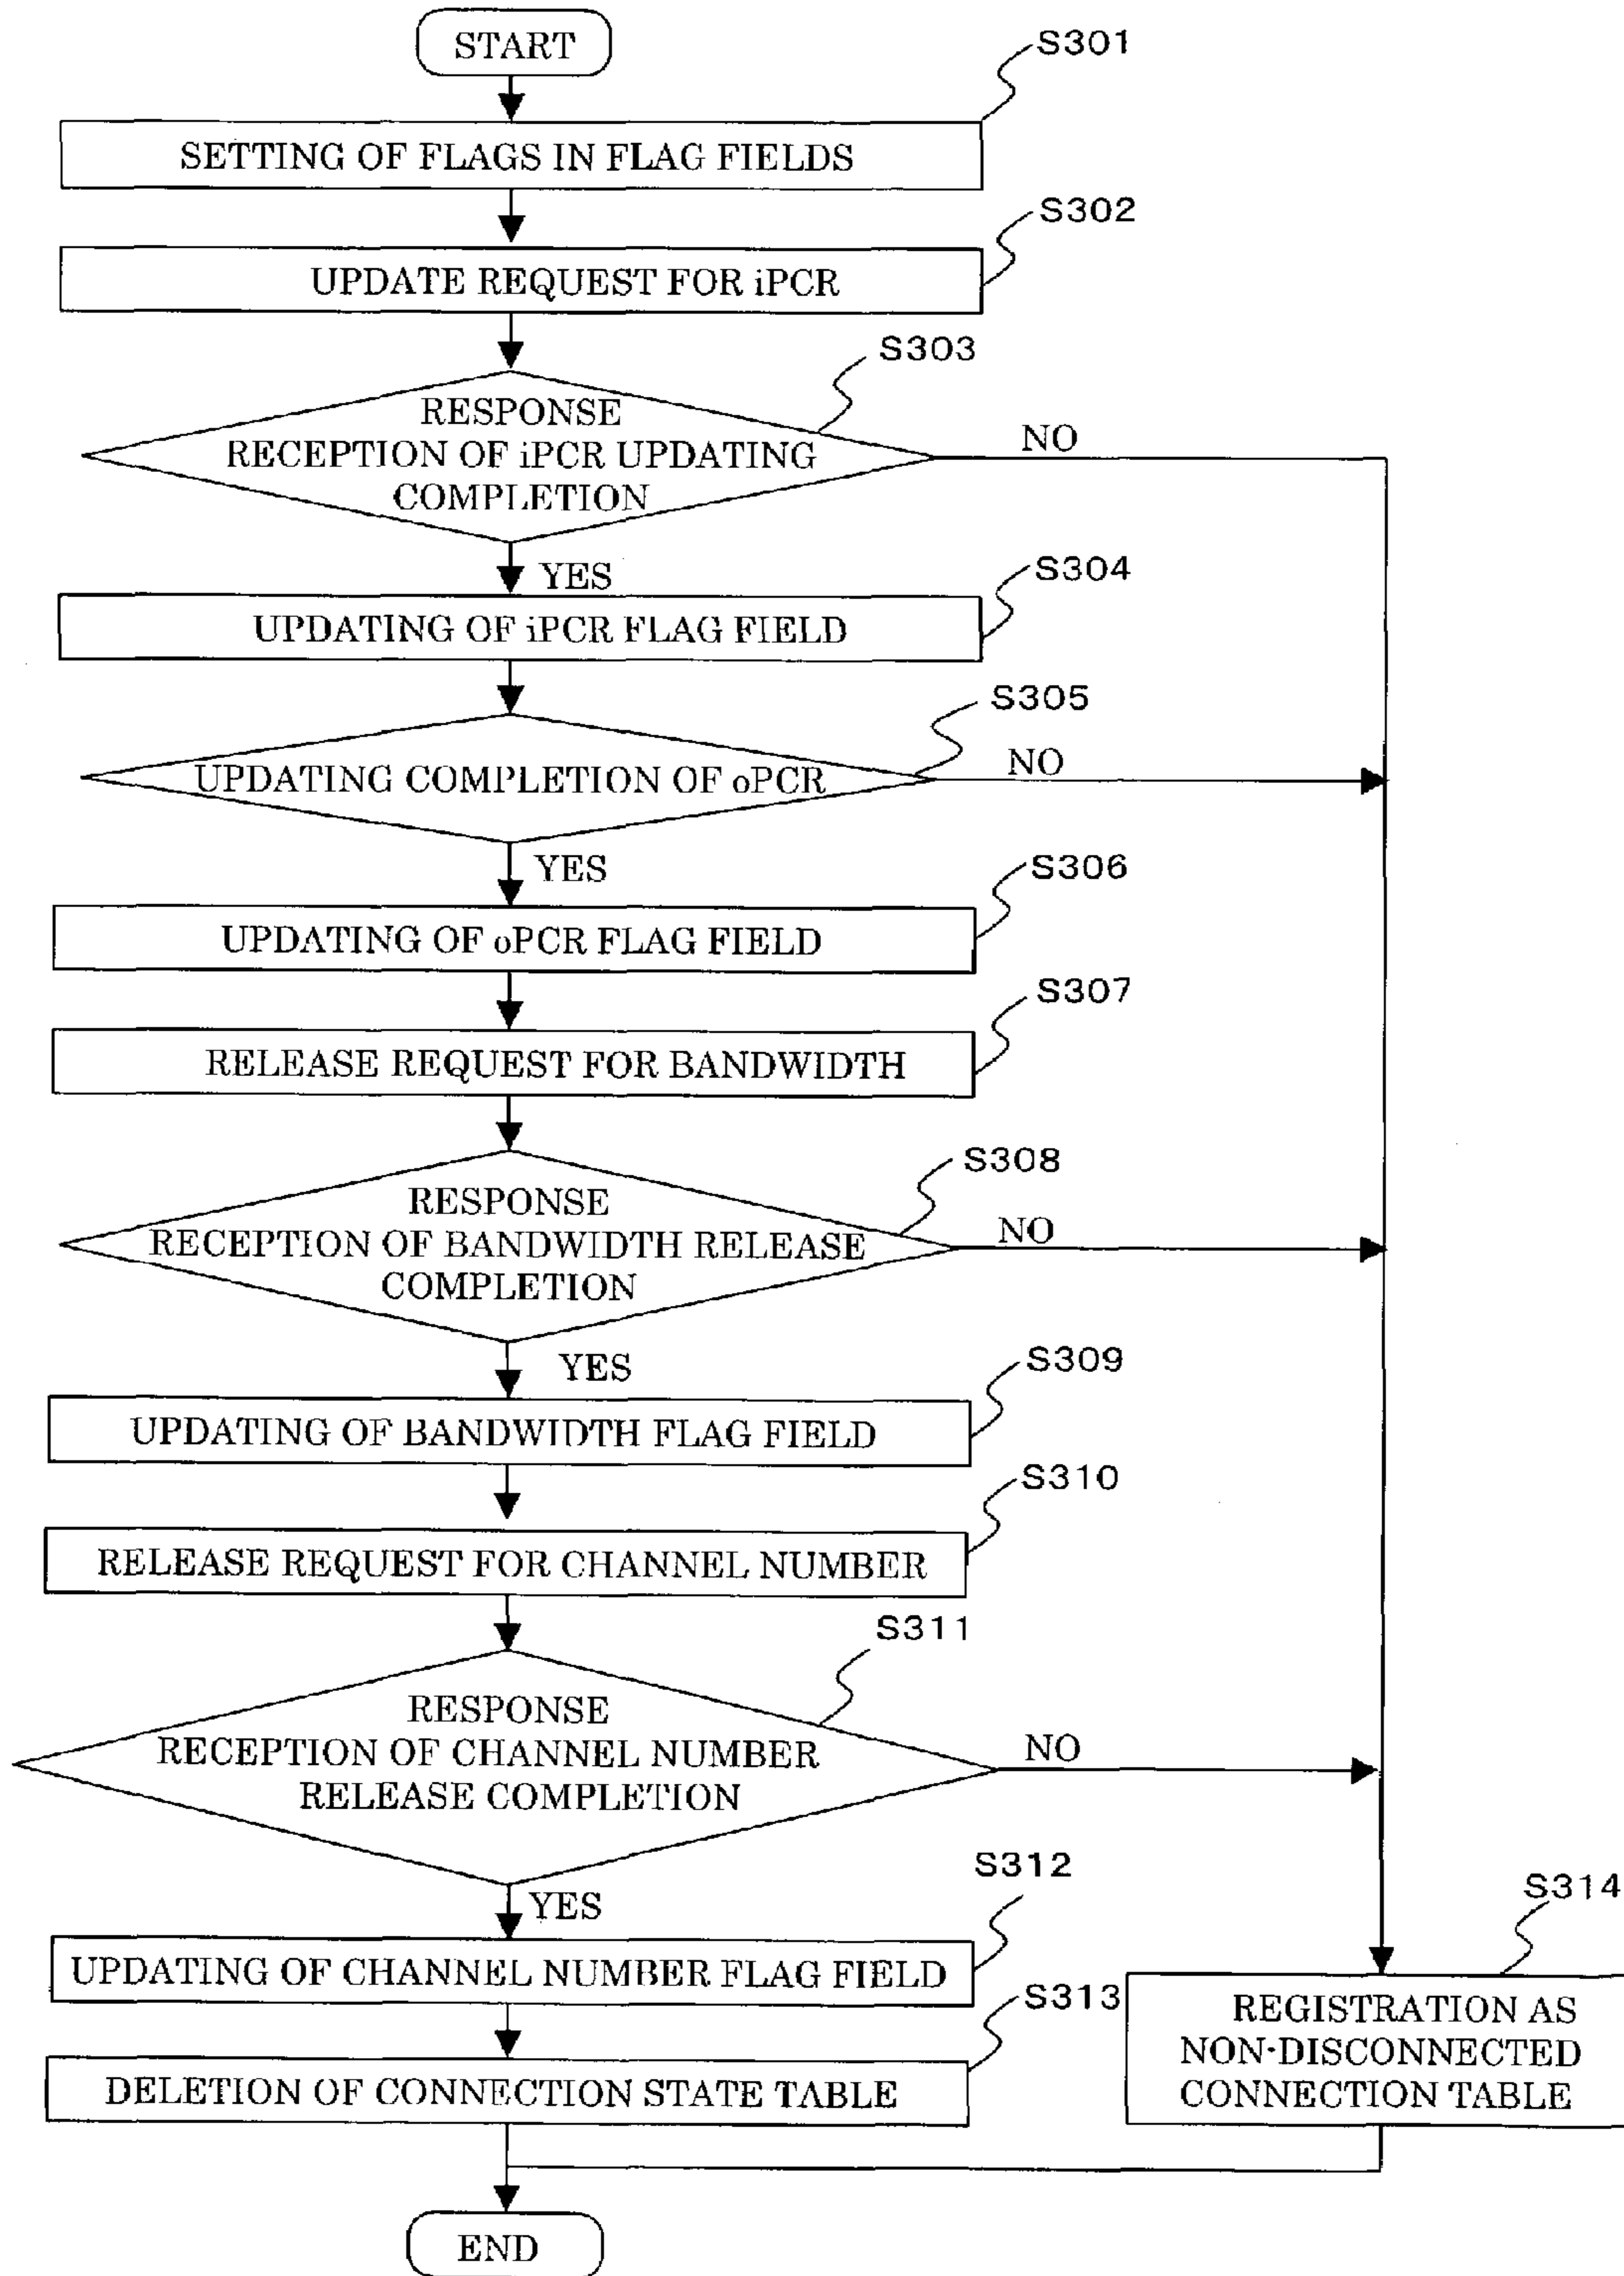 START
S301
SETTING OF FLAGS IN FLAG FIELDS
S302
UPDATE REQUEST FOR iPCR
S303
RESPONSE
RECEPTION OF iPCR UPDATING
COMPLETION
NO
YES
S304
UPDATING OF iPCR FLAG FIELD
S305
UPDATING COMPLETION OF oPCR
NO
YES
S306
UPDATING OF oPCR FLAG FIELD
S307
RELEASE REQUEST FOR BANDWIDTH
S308
RESPONSE
RECEPTION OF BANDWIDTH RELEASE
COMPLETION
NO
YES
S309
UPDATING OF BANDWIDTH FLAG FIELD
S310
RELEASE REQUEST FOR CHANNEL NUMBER
S311
RESPONSE
RECEPTION OF CHANNEL NUMBER
RELEASE COMPLETION
NO
YES
S312
UPDATING OF CHANNEL NUMBER FLAG FIELD
S313
DELETION OF CONNECTION STATE TABLE
S314
REGISTRATION AS
NON-DISCONNECTED
CONNECTION TABLE
END